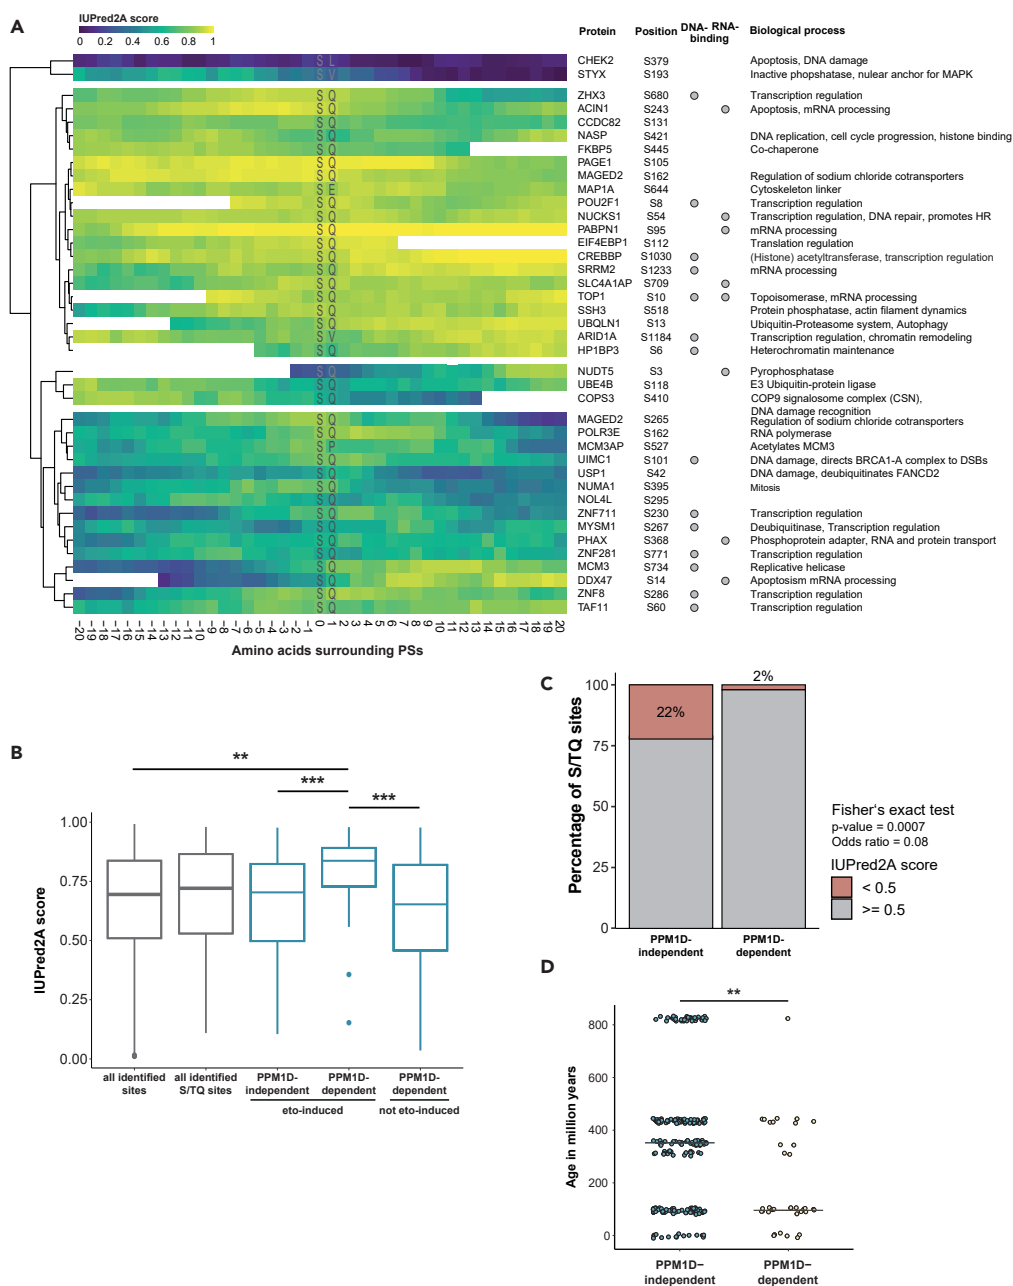 A
IUPred2A score
0 0.2 0.4 0.6 0.8 1
Protein Position DNA- RNA- Biological process
binding
S L CHEK2 S379 Apoptosis, DNA damage
S V STYX S193 Inactive phopshatase, nulear anchor for MAPK
S Q ZHX3 S680 Transcription regulation
S Q ACIN1 S243 Apoptosis, mRNA processing
S Q CCDC82 S131
S Q NASP S421 DNA replication, cell cycle progression, histone binding
S Q FKBP5 S445 Co-chaperone
S Q PAGE1 S105
S Q MAGED2 S162 Regulation of sodium chloride cotransporters
S E MAP1A S644 Cytoskeleton linker
S Q POU2F1 S8 Transcription regulation
S Q NUCKS1 S54 Transcription regulation, DNA repair, promotes HR
S Q PABPN1 S95 mRNA processing
S Q EIF4EBP1 S112 Translation regulation
S Q CREBBP S1030 (Histone) acetyltransferase, transcription regulation
S Q SRRM2 S1233 mRNA processing
S Q SLC4A1AP S709
S Q TOP1 S10 Topoisomerase, mRNA processing
S Q SSH3 S518 Protein phosphatase, actin filament dynamics
S Q UBQLN1 S13 Ubiquitin-Proteasome system, Autophagy
S V ARID1A S1184 Transcription regulation, chromatin remodeling
S Q HP1BP3 S6 Heterochromatin maintenance
S Q NUDT5 S3 Pyrophosphatase
S Q UBE4B S118 E3 Ubiquitin-protein ligase
S Q COPS3 S410 COP9 signalosome complex (CSN),
DNA damage recognition
S Q MAGED2 S265 Regulation of sodium chloride cotransporters
S Q POLR3E S162 RNA polymerase
S P MCM3AP S527 Acetylates MCM3
S Q UIMC1 S101 DNA damage, directs BRCA1-A complex to DSBs
S Q USP1 S42 DNA damage, deubiquitinates FANCD2
S Q NUMA1 S395 Mitosis
S Q NOL4L S295
S Q ZNF711 S230 Transcription regulation
S Q MYSM1 S267 Deubiquitinase, Transcription regulation
S Q PHAX S368 Phosphoprotein adapter, RNA and protein transport
S Q ZNF281 S771 Transcription regulation
S Q MCM3 S734 Replicative helicase
S Q DDX47 S14 Apoptosism mRNA processing
S Q ZNF8 S286 Transcription regulation
S Q TAF11 S60 Transcription regulation
-20 -19 -18 -17 -16 -15 -14 -13 -12 -11 -10 -9 -8 -7 -6 -5 -4 -3 -2 -1 0 1 2 3 4 5 6 7 8 9 10 11 12 13 14 15 16 17 18 19 20
Amino acids surrounding PSs
B
** *** ***
IUPred2A score
1.00
0.75
0.50
0.25
0.00
all identified sites
all identified S/TQ sites
PPM1D-independent
PPM1D-dependent
PPM1D-dependent
eto-induced
not eto-induced
C
Percentage of S/TQ sites
100
75
50
25
0
22%
2%
PPM1D-independent
PPM1D-dependent
Fisher's exact test
p-value = 0.0007
Odds ratio = 0.08
IUPred2A score
< 0.5
>= 0.5
D
**
Age in million years
800
600
400
200
0
PPM1D-independent
PPM1D-dependent